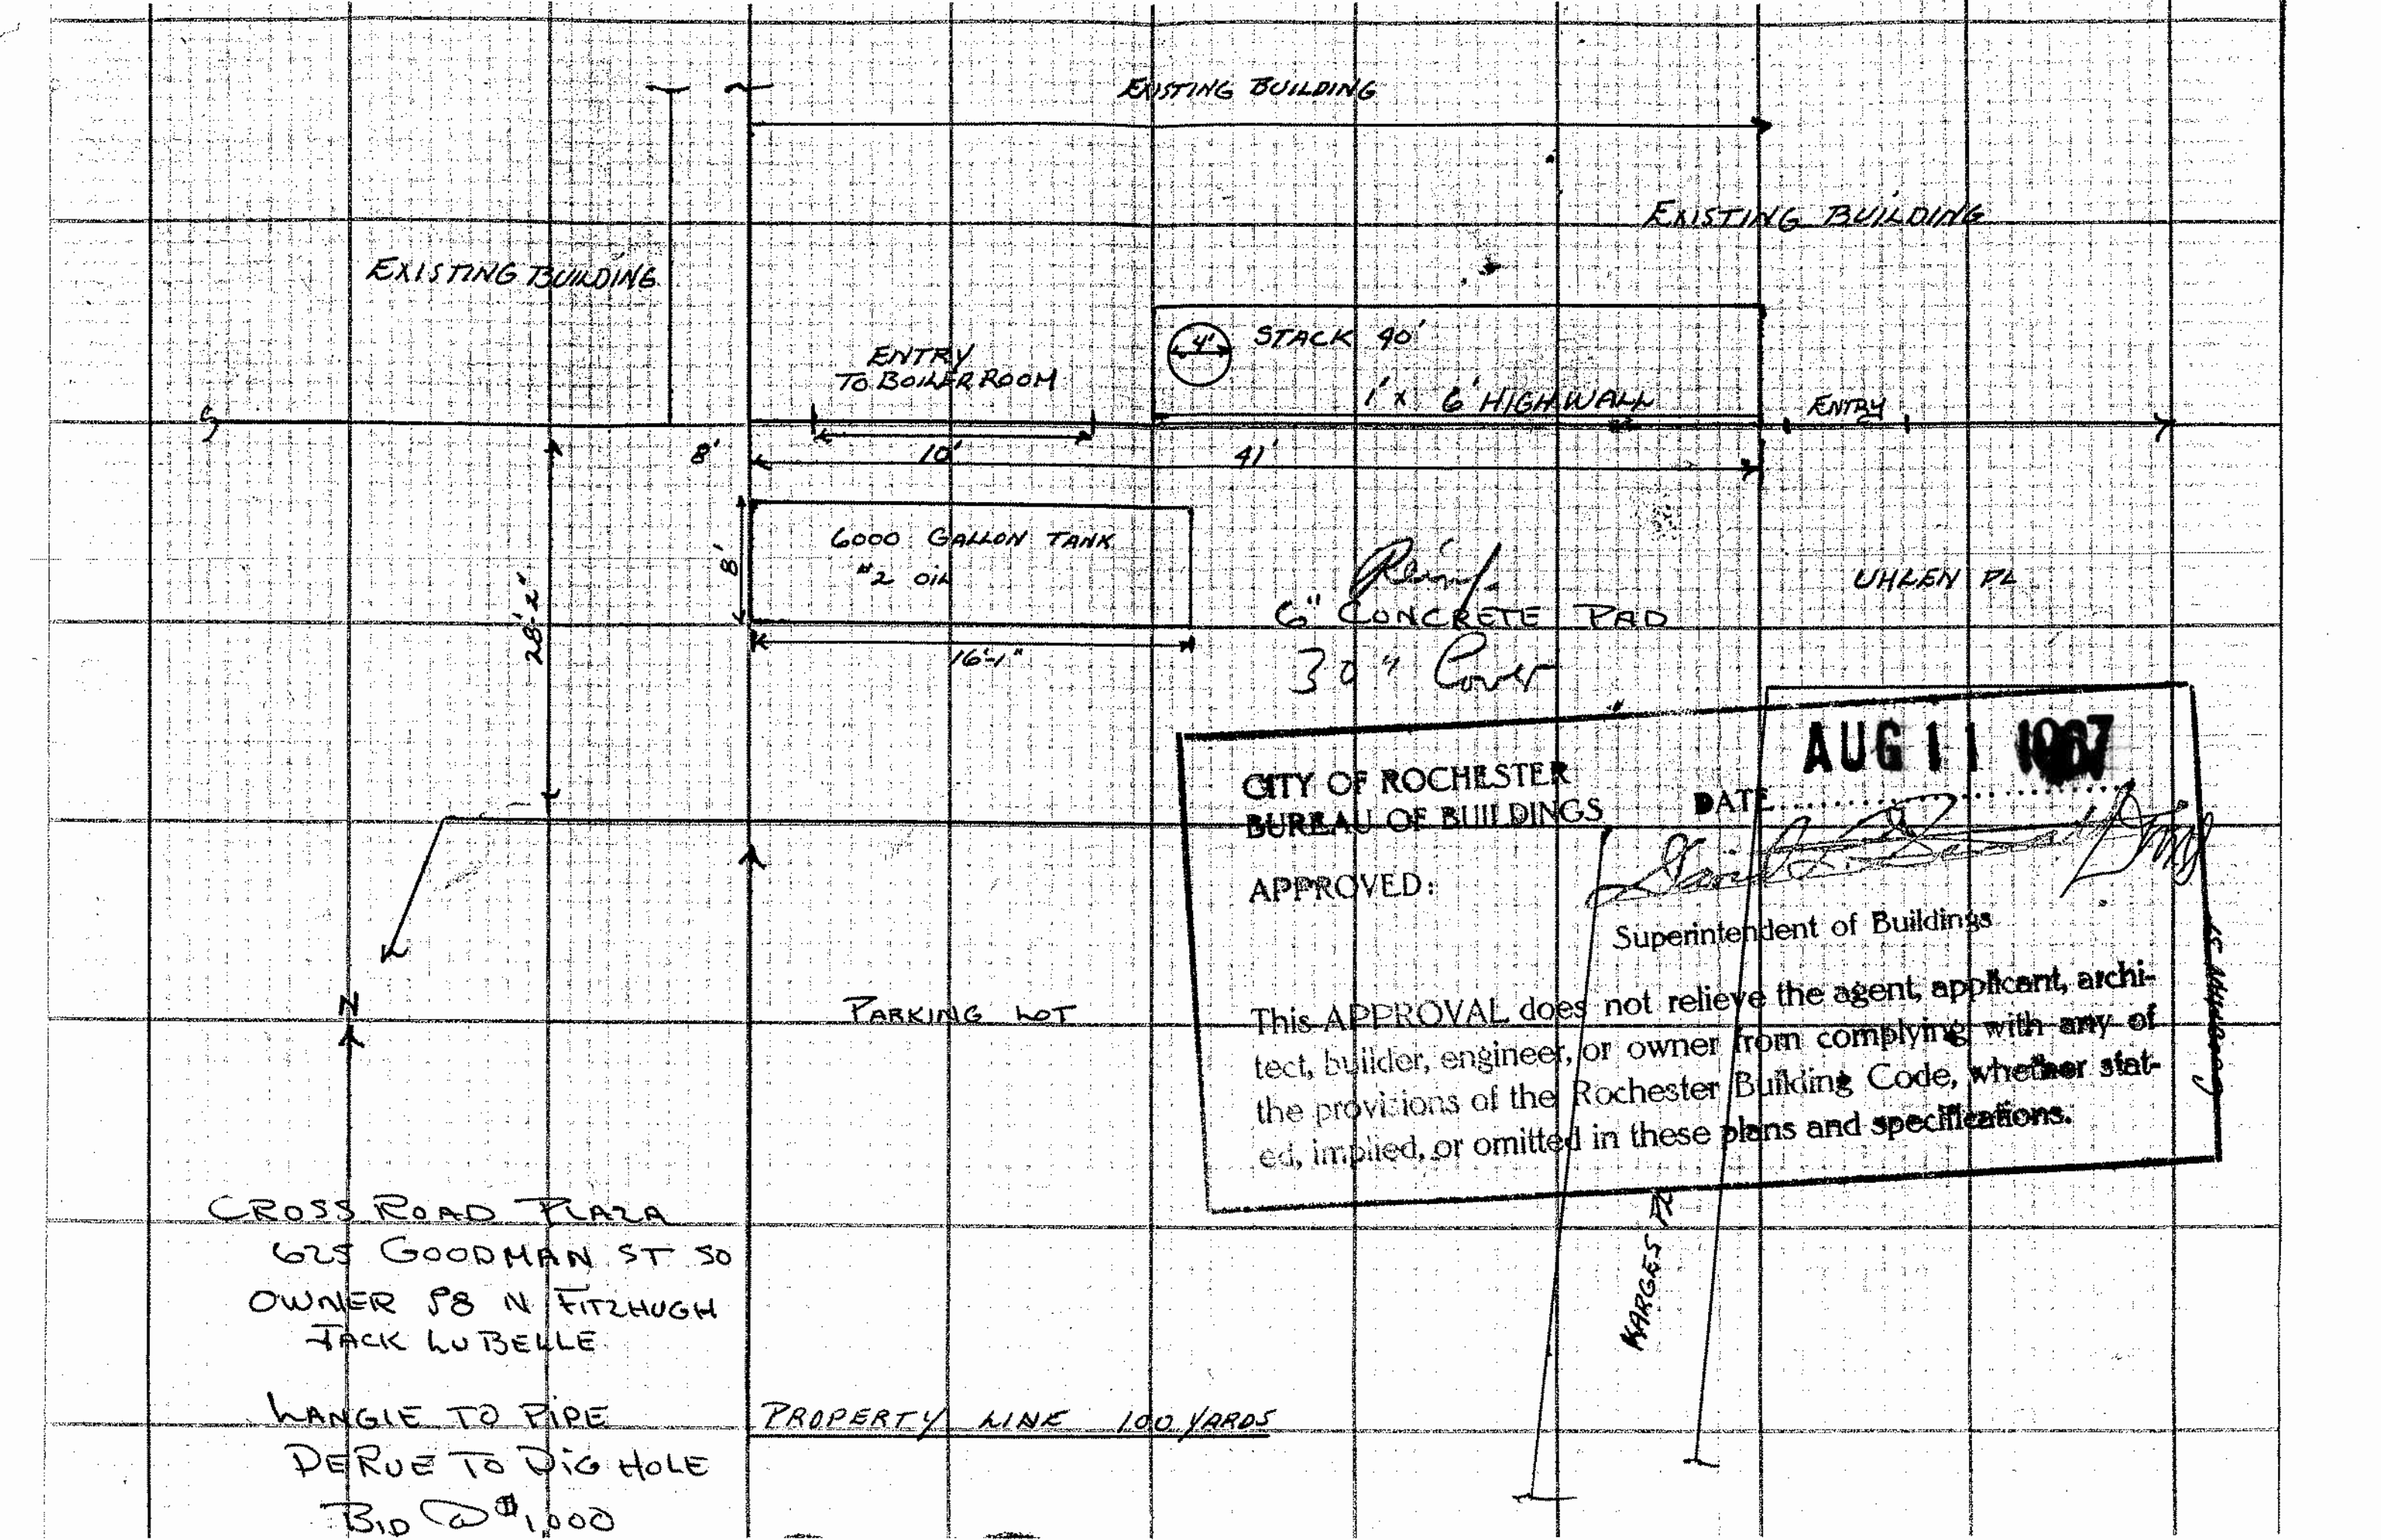 EXISTING BUILDING
EXISTING BUILDING
EXISTING BUILDING
4'
STACK 40'
ENTRY
TO BOILER ROOM
1' x 6' HIGH WALL
ENTRY
8'
10'
41'
8'
6000 GALLON TANK
#2 OIL
16'-1"
28'-2"
Reinf.
6" CONCRETE PAD
30" Cover
UHLEN PL
CITY OF ROCHESTER
BUREAU OF BUILDINGS
AUG 11 1967
DATE
APPROVED:
Superintendent of Buildings
This APPROVAL does not relieve the agent, applicant, archi-
tect, builder, engineer, or owner from complying with any of
the provisions of the Rochester Building Code, whether stat-
ed, implied, or omitted in these plans and specifications.
PARKING LOT
N
KARGES PL
GOODMAN ST
CROSS ROAD PLAZA
625 GOODMAN ST SO
OWNER 98 N FITZHUGH
JACK LUBELLE
LANGIE TO PIPE
DERUE TO DIG HOLE
BID @ $1,000
PROPERTY LINE 100 YARDS